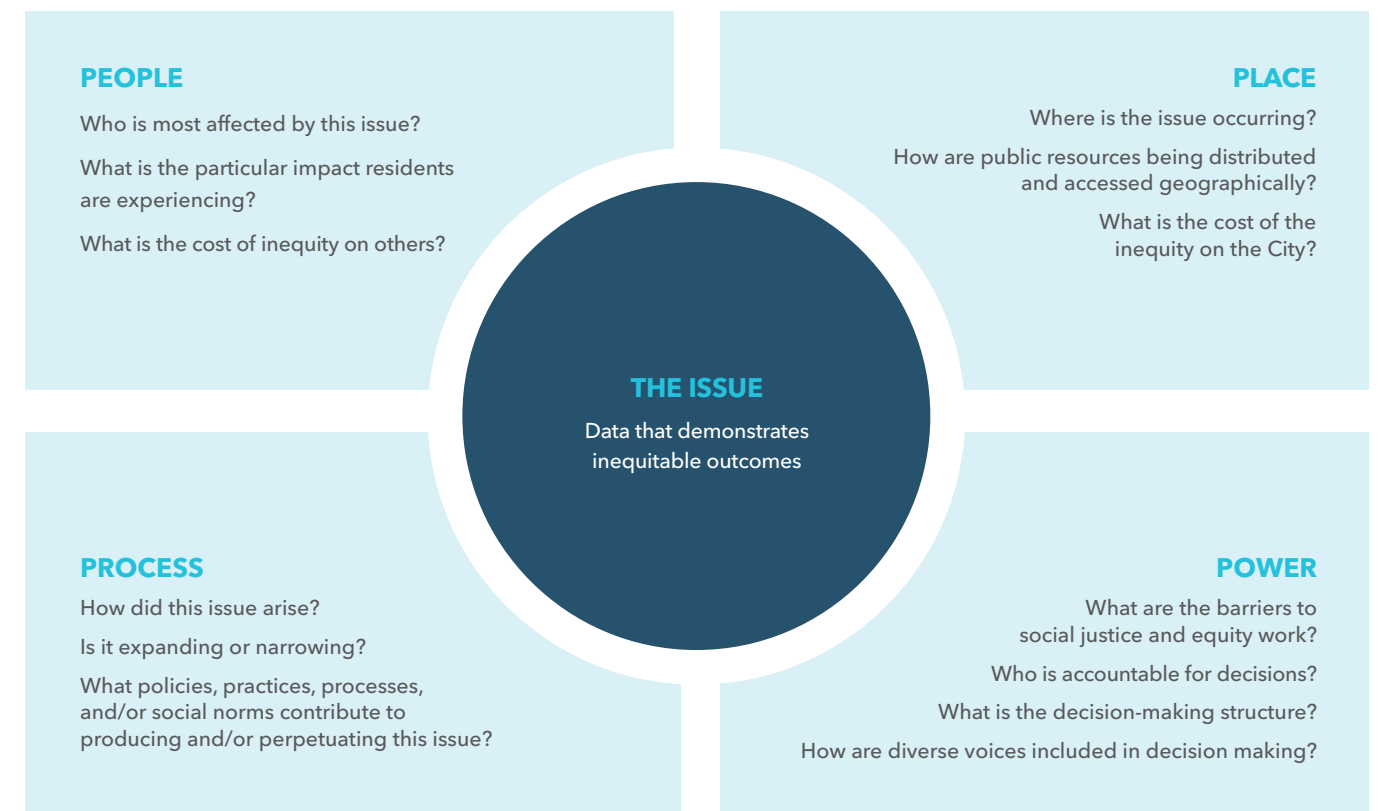 PEOPLE
Who is most affected by this issue?
What is the particular impact residents
are experiencing?
What is the cost of inequity on others?
PLACE
Where is the issue occurring?
How are public resources being distributed
and accessed geographically?
What is the cost of the
inequity on the City?
THE ISSUE
Data that demonstrates
inequitable outcomes
PROCESS
How did this issue arise?
Is it expanding or narrowing?
What policies, practices, processes,
and/or social norms contribute to
producing and/or perpetuating this issue?
POWER
What are the barriers to
social justice and equity work?
Who is accountable for decisions?
What is the decision-making structure?
How are diverse voices included in decision making?